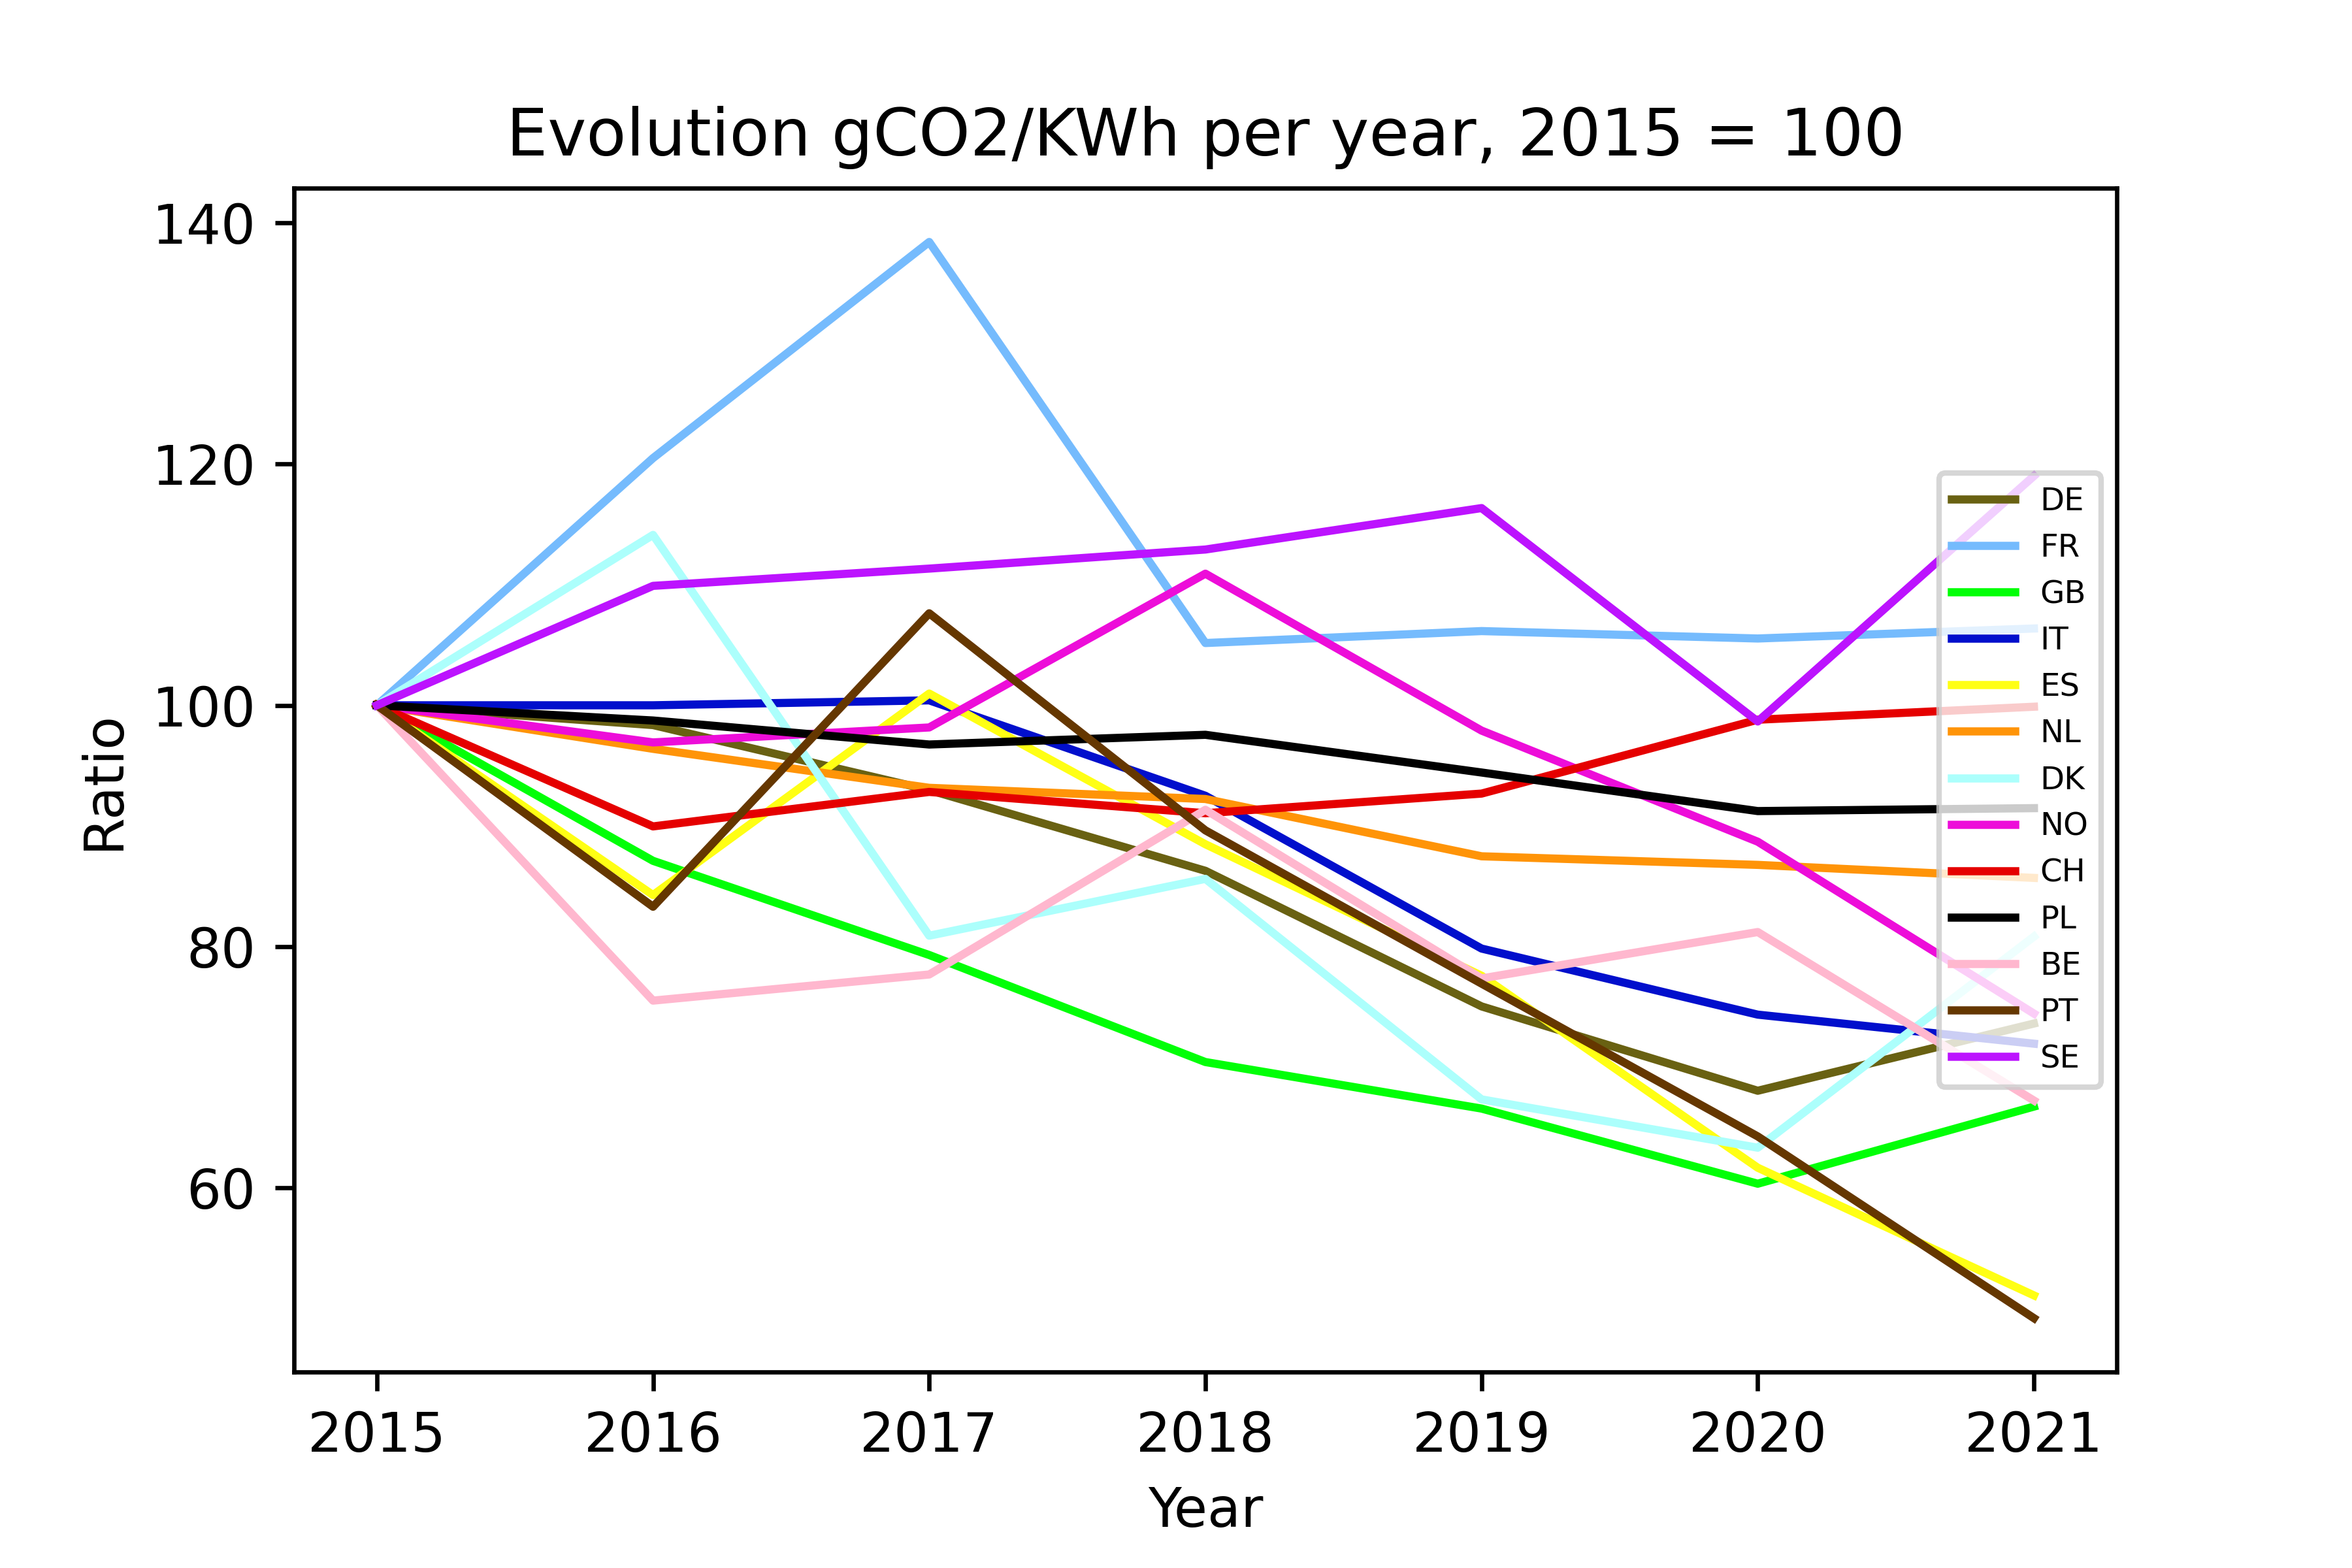 Evolution gCO2/KWh per year, 2015 = 100
140
120
100
80
60
Ratio
DE
FR
GB
IT
ES
NL
DK
NO
CH
PL
BE
PT
SE
2015 2016 2017 2018 2019 2020 2021
Year